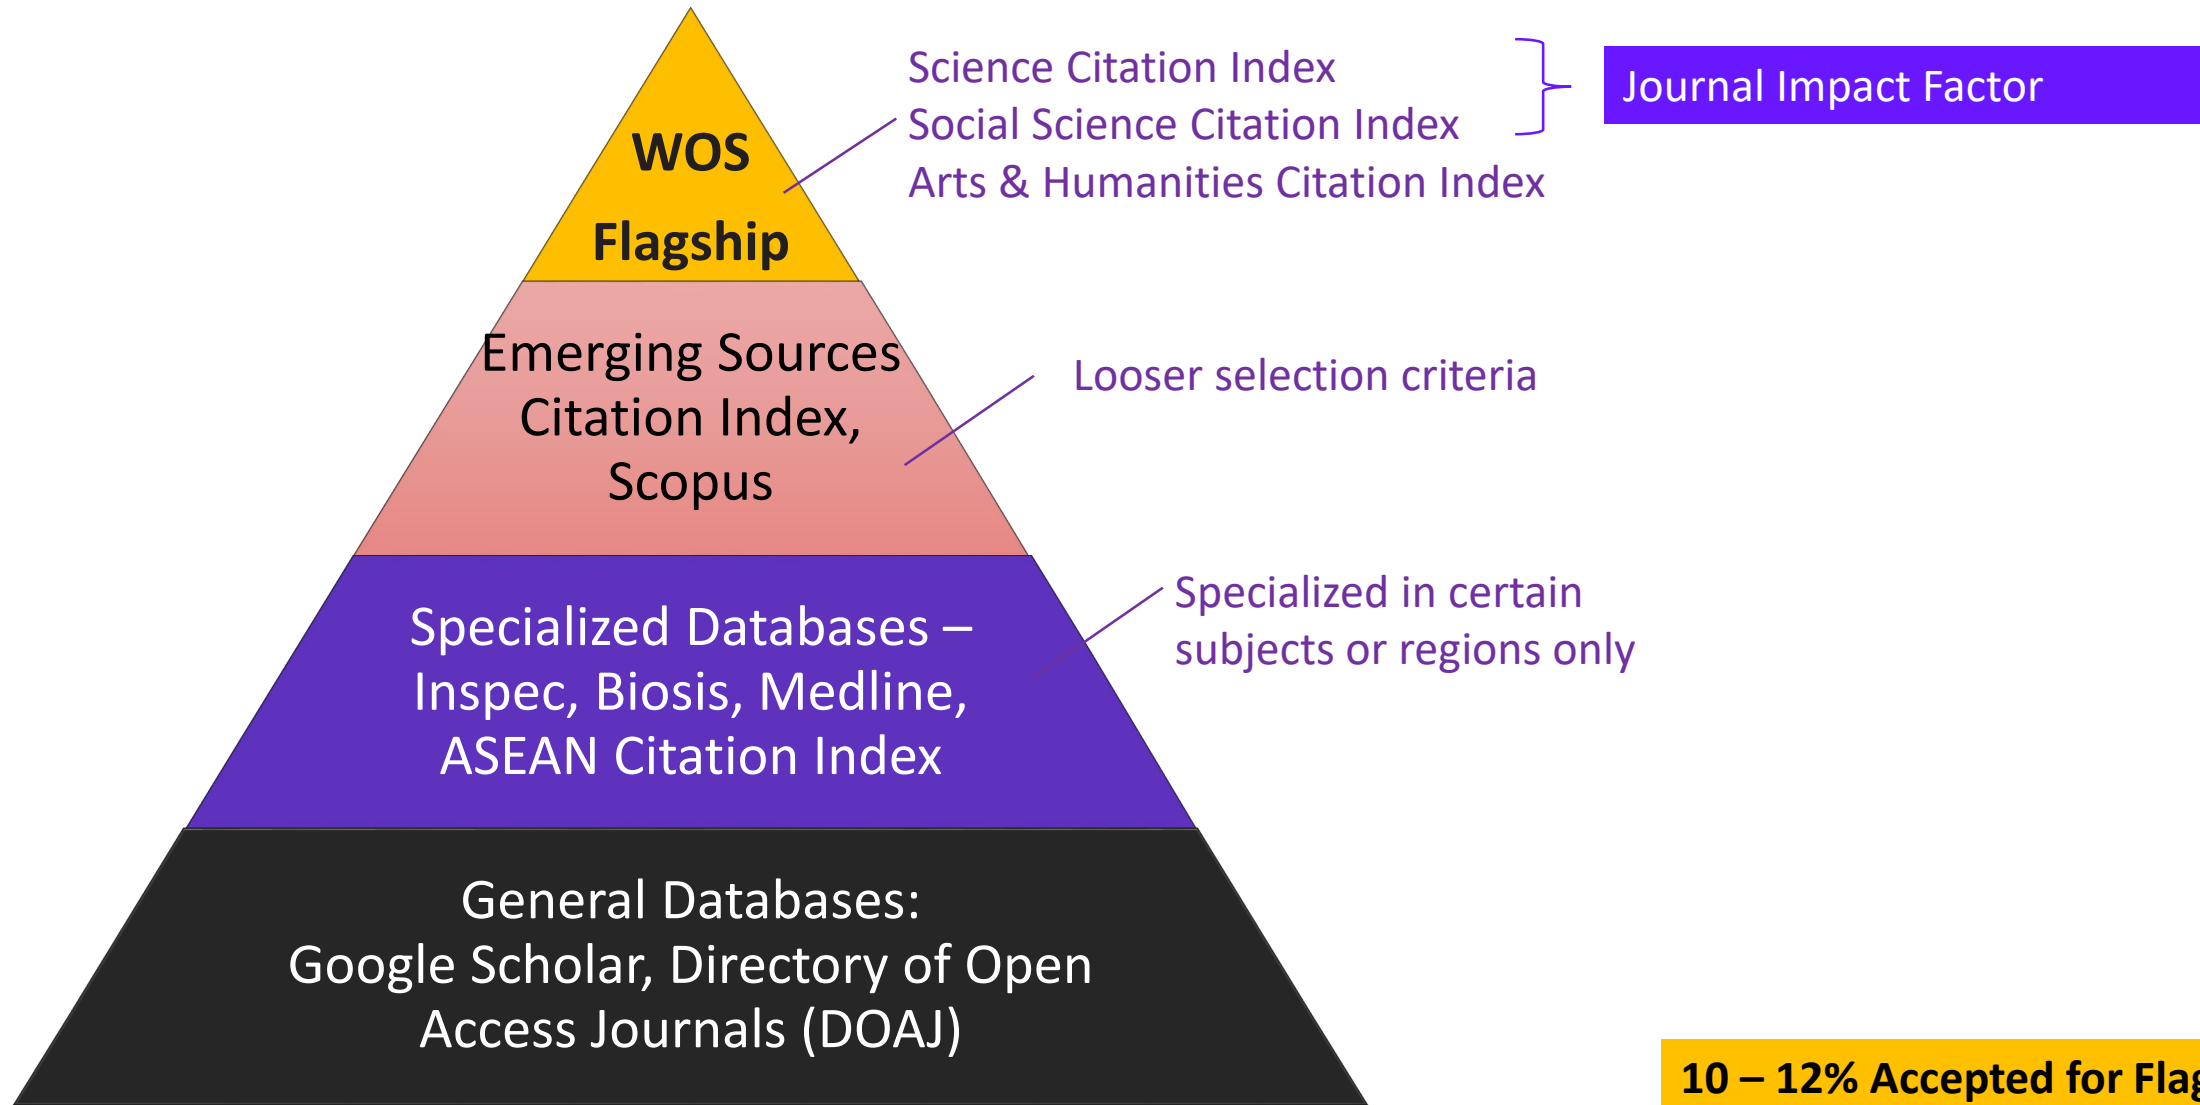 WOS
Flagship
Science Citation Index
Social Science Citation Index
Arts & Humanities Citation Index
Journal Impact Factor
Emerging Sources
Citation Index,
Scopus
Looser selection criteria
Specialized Databases –
Inspec, Biosis, Medline,
ASEAN Citation Index
Specialized in certain
subjects or regions only
General Databases:
Google Scholar, Directory of Open
Access Journals (DOAJ)
10 – 12% Accepted for